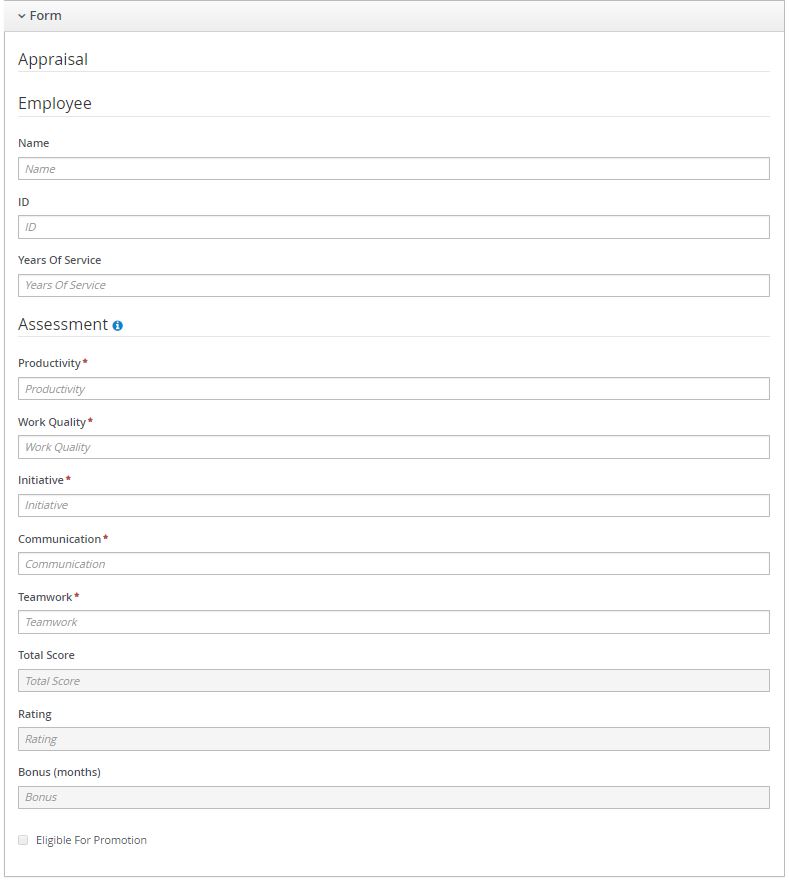 Form
Appraisal
Employee
Name
Name
ID
ID
Years Of Service
Years Of Service
Assessment
Productivity*
Productivity
Work Quality*
Work Quality
Initiative*
Initiative
Communication*
Communication
Teamwork*
Teamwork
Total Score
Total Score
Rating
Rating
Bonus (months)
Bonus
Eligible For Promotion